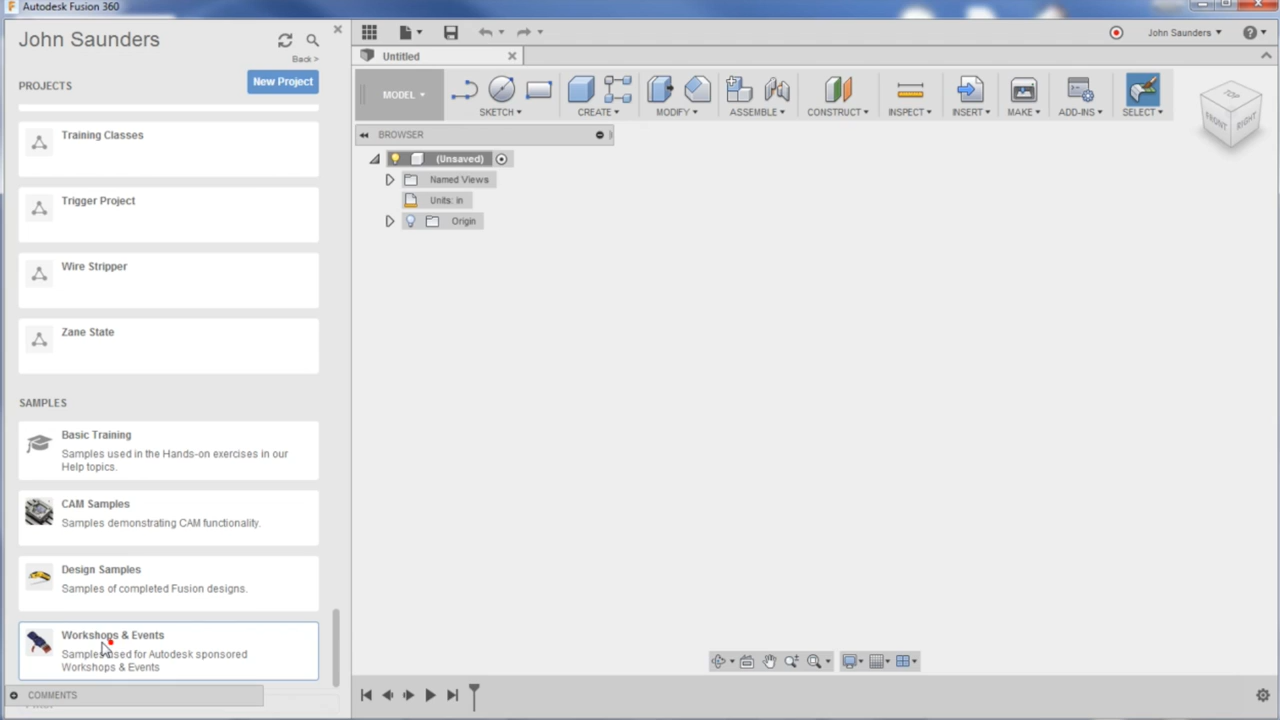 Autodesk Fusion 360
John Saunders
Back >
PROJECTS
New Project
Training Classes
Trigger Project
Wire Stripper
Zane State
SAMPLES
Basic Training
Samples used in the Hands-on exercises in our
Help topics.
CAM Samples
Samples demonstrating CAM functionality.
Design Samples
Samples of completed Fusion designs.
Workshops & Events
Samples used for Autodesk sponsored
Workshops & Events
COMMENTS
John Saunders
Untitled
MODEL
SKETCH
CREATE
MODIFY
ASSEMBLE
CONSTRUCT
INSPECT
INSERT
MAKE
ADD-INS
SELECT
TOP
FRONT
RIGHT
BROWSER
(Unsaved)
Named Views
Units: in
Origin